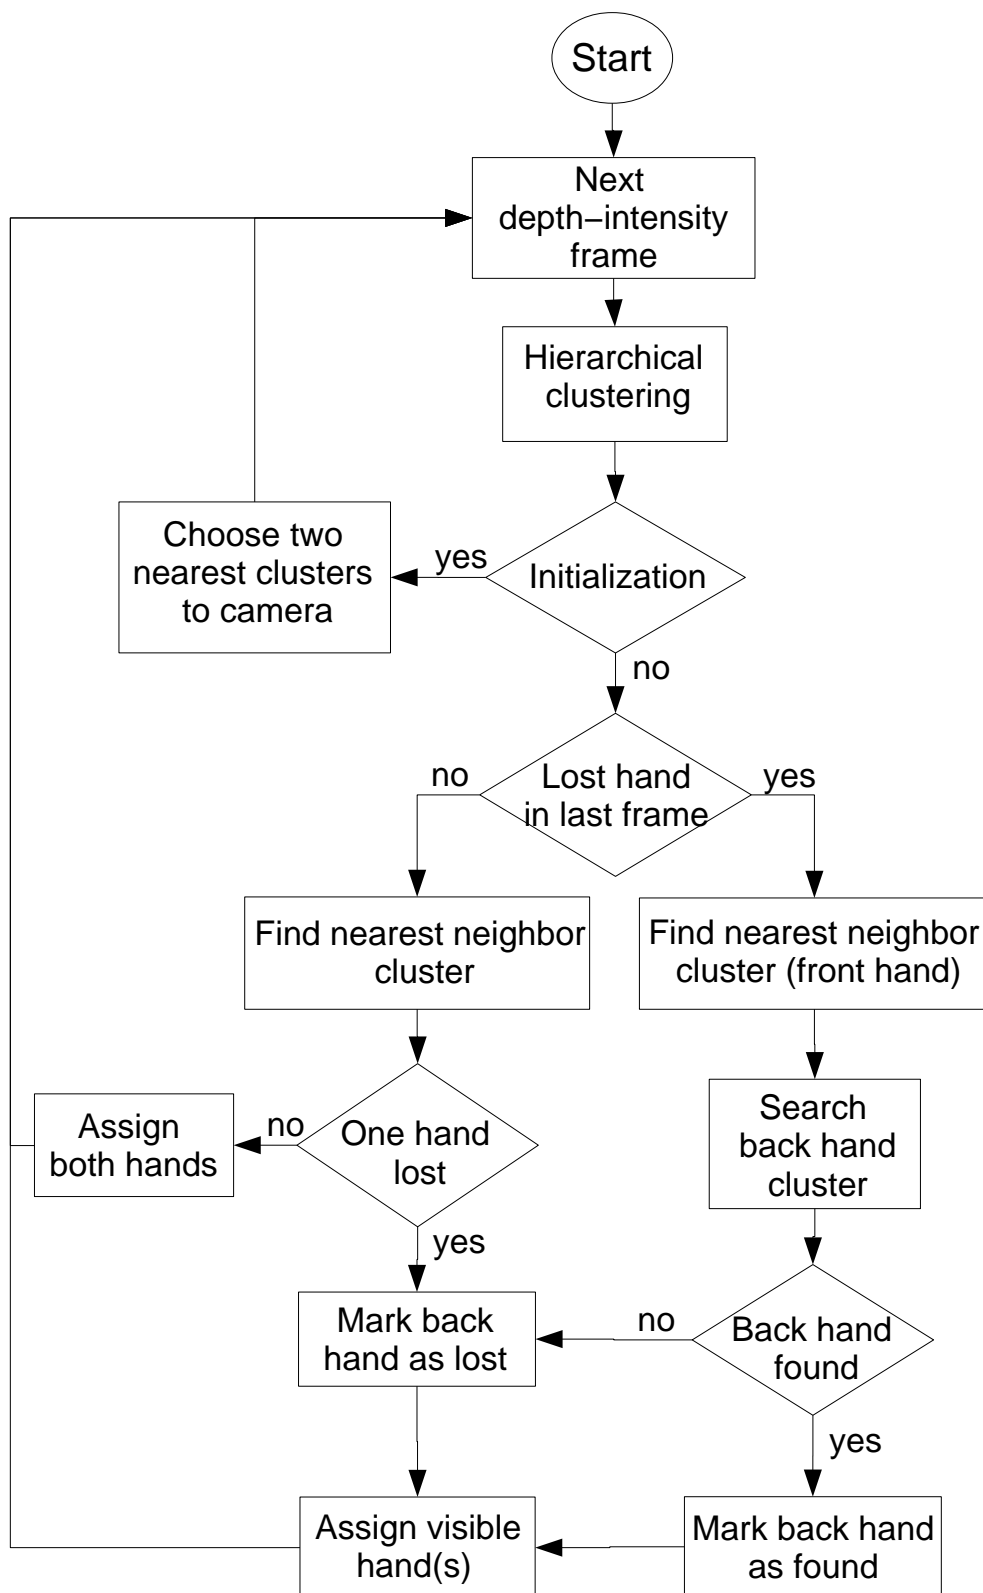 Start
Next
depth−intensity
frame
Hierarchical
clustering
Choose two
nearest clusters
to camera
yes
Initialization
no
no
Lost hand
in last frame
yes
Find nearest neighbor
cluster
Find nearest neighbor
cluster (front hand)
Assign
both hands
no
One hand
lost
Search
back hand
cluster
yes
Mark back
hand as lost
no
Back hand
found
yes
Assign visible
hand(s)
Mark back hand
as found